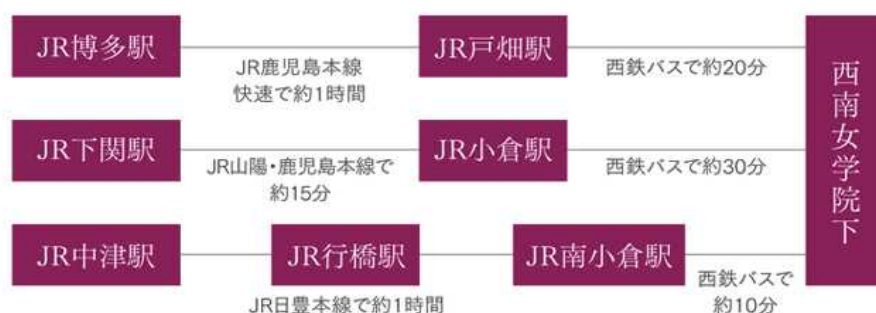 JR博多駅
JR鹿児島本線
快速で約1時間
JR戸畑駅
西鉄バスで約20分
JR下関駅
JR山陽・鹿児島本線で
約15分
JR小倉駅
西鉄バスで約30分
JR中津駅
JR行橋駅
JR日豊本線で約1時間
JR南小倉駅
西鉄バスで
約10分
西南女学院下